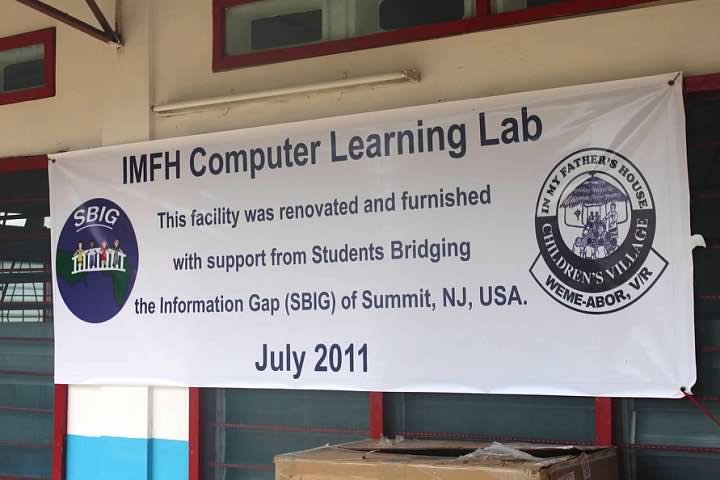 IMFH Computer Learning Lab
This facility was renovated and furnished
with support from Students Bridging
the Information Gap (SBIG) of Summit, NJ, USA.
July 2011
SBIG
IN MY FATHER'S HOUSE
CHILDREN'S VILLAGE
WEME-ABOR, V/R